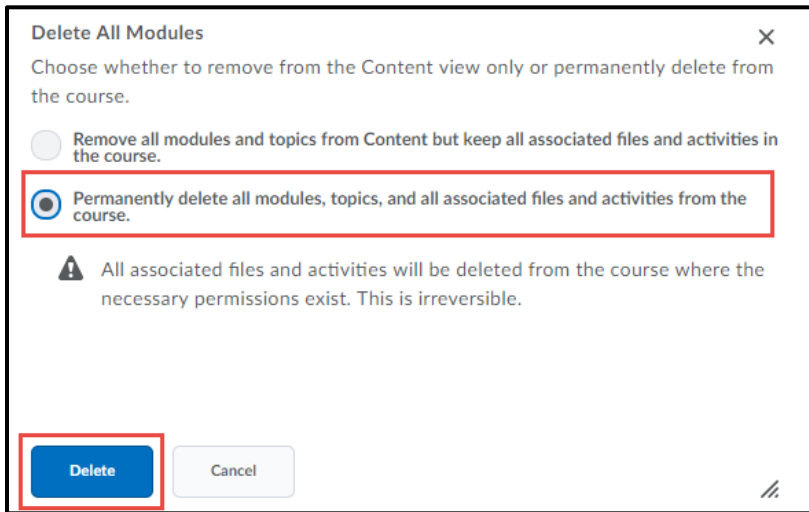 Delete All Modules
Choose whether to remove from the Content view only or permanently delete from
the course.
Remove all modules and topics from Content but keep all associated files and activities in
the course.
Permanently delete all modules, topics, and all associated files and activities from the
course.
All associated files and activities will be deleted from the course where the
necessary permissions exist. This is irreversible.
Delete
Cancel